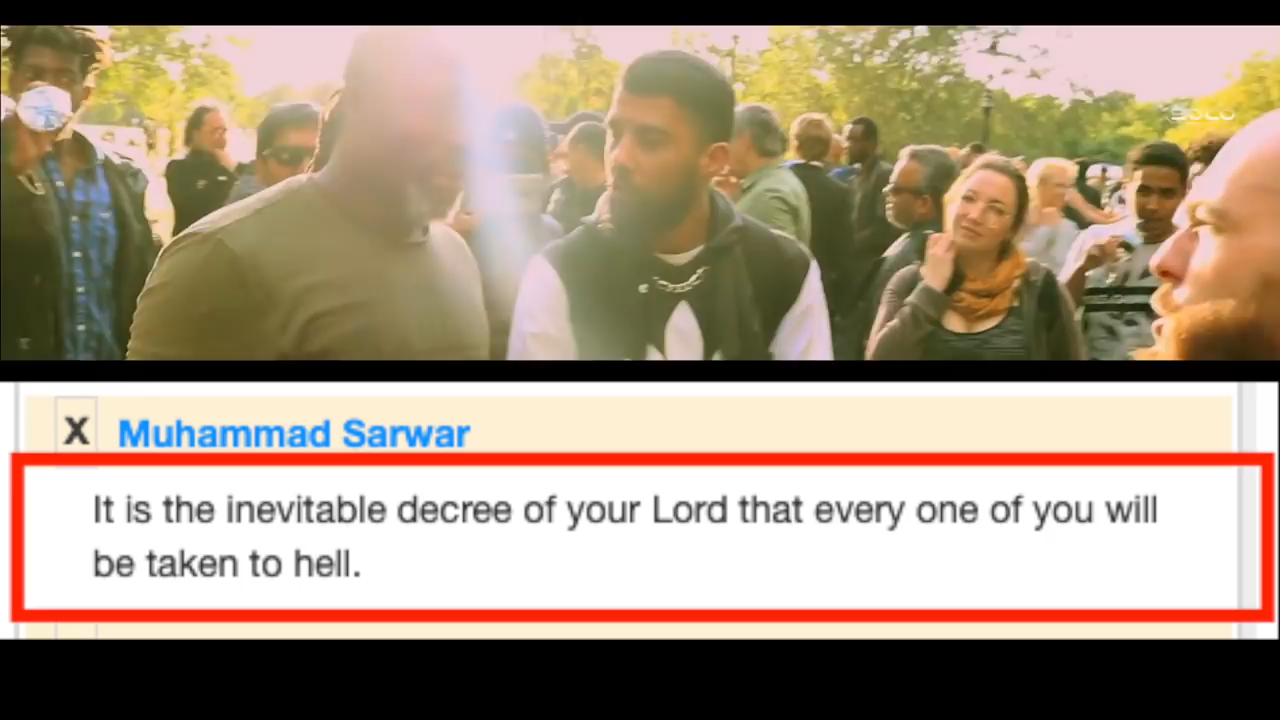 SOCO
X Muhammad Sarwar
It is the inevitable decree of your Lord that every one of you will
be taken to hell.